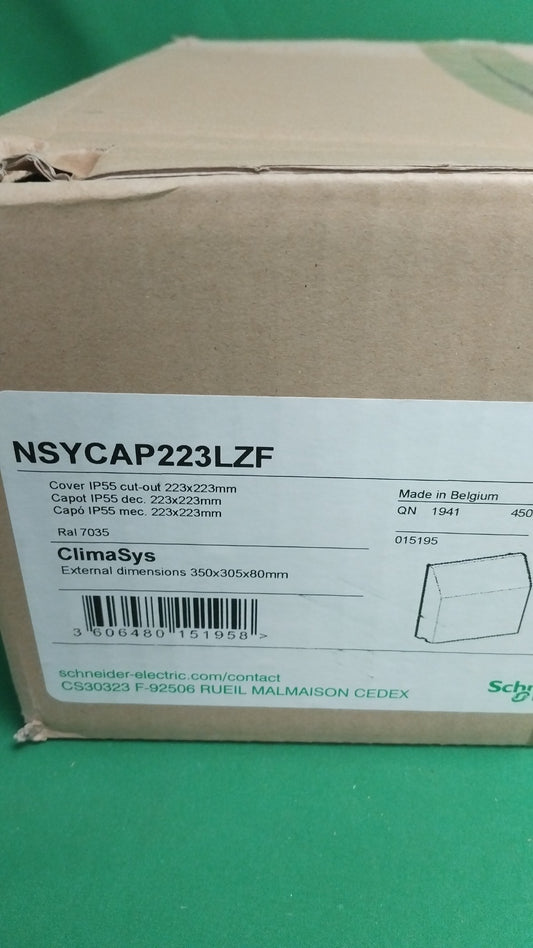 NSYCAP223LZF
Cover IP55 cut-out 223x223mm
Capot IP55 dec. 223x223mm
Capó IP55 mec. 223x223mm
Ral 7035
ClimaSys
External dimensions 350x305x80mm
3 606480 151958 >
Made in Belgium
QN 1941 450
015195
schneider-electric.com/contact
CS30323 F-92506 RUEIL MALMAISON CEDEX